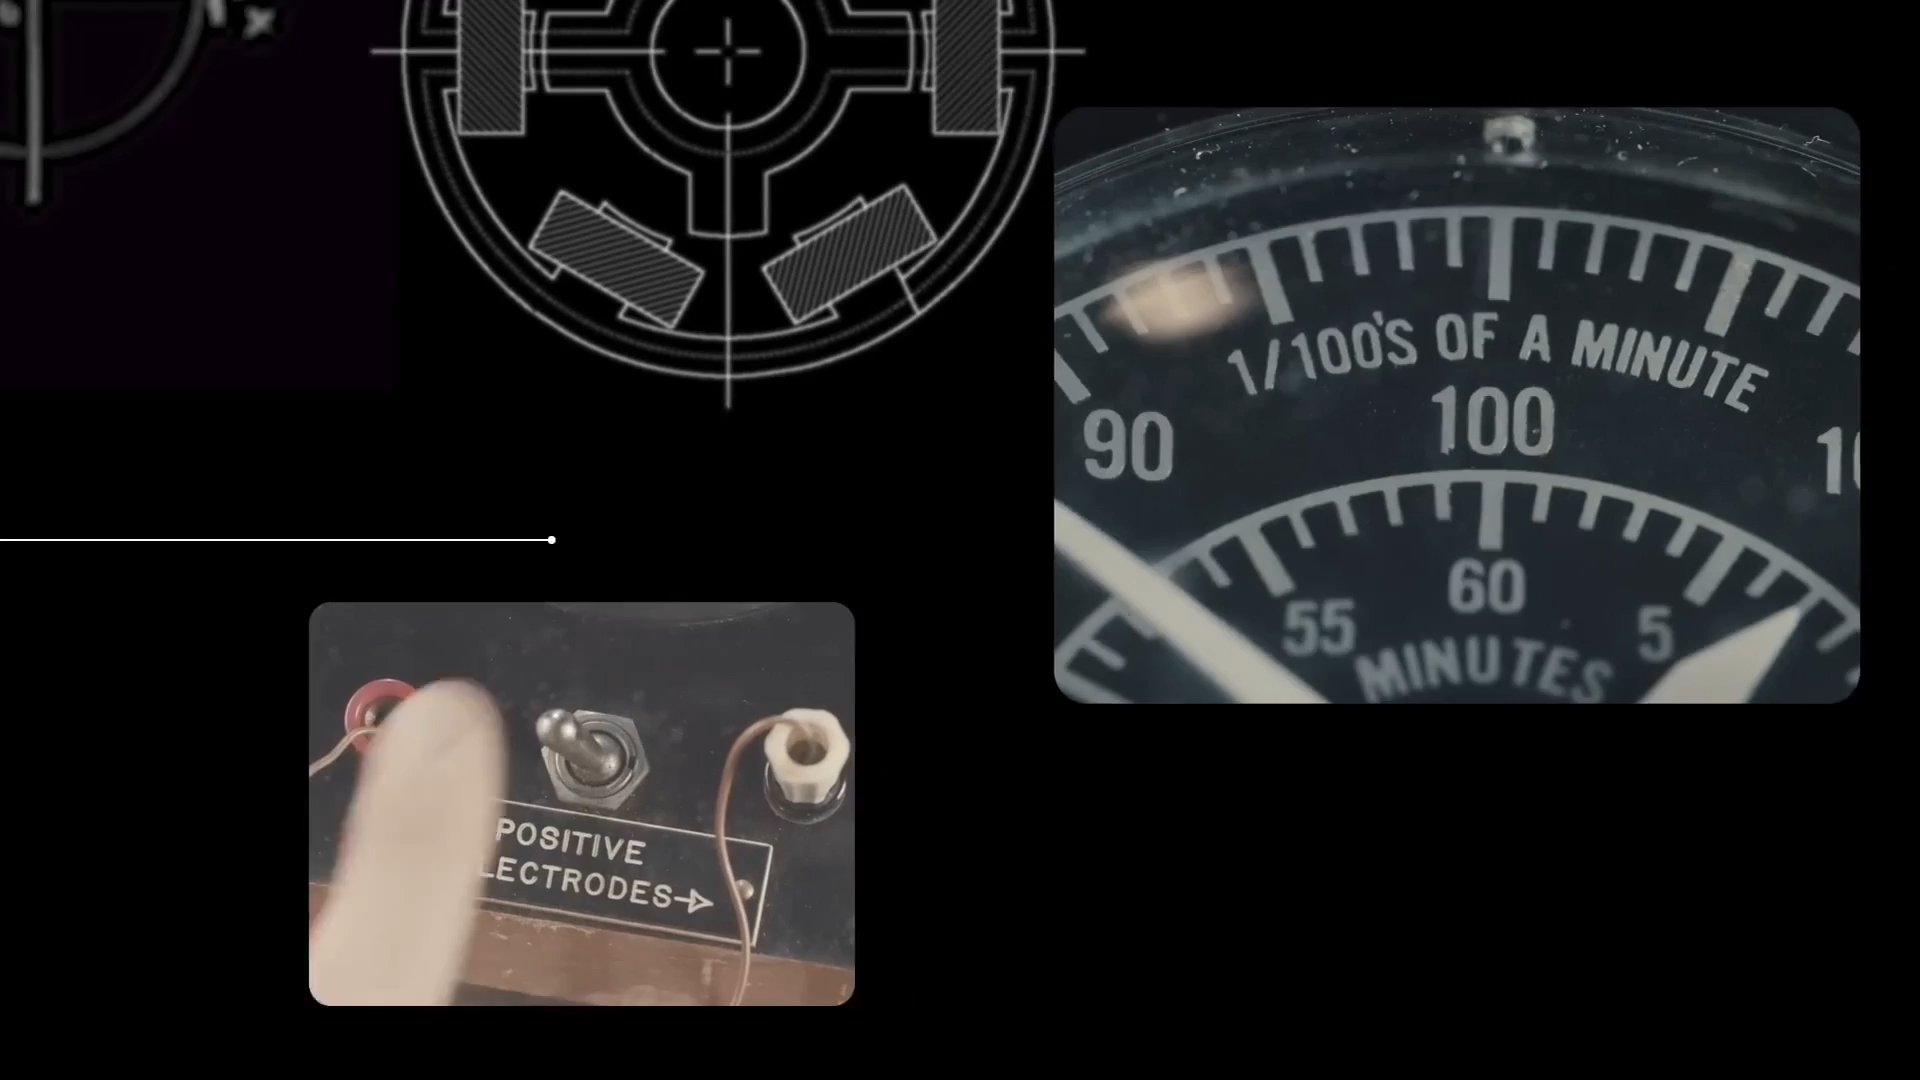 x
1/100'S OF A MINUTE
90 100
55 60 5
MINUTES
POSITIVE
LECTRODES→